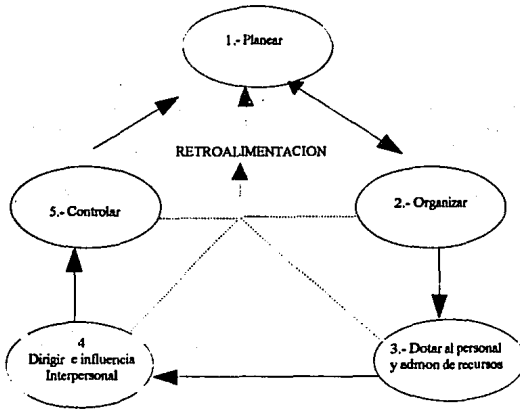 1.- Planear
RETROALIMENTACION
5.- Controlar
2.- Organizar
4
Dirigir e influencia
Interpersonal
3.- Dotar al personal
y admon de recursos